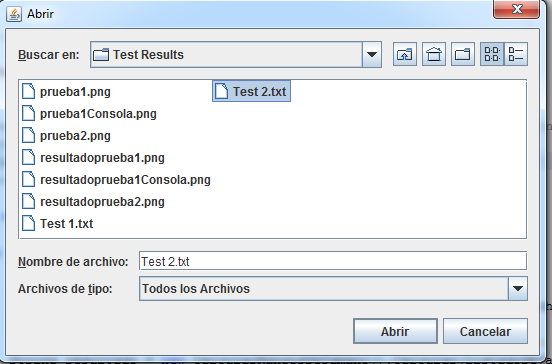 Abrir
Buscar en: Test Results
prueba1.png
prueba1Consola.png
prueba2.png
resultadoprueba1.png
resultadoprueba1Consola.png
resultadoprueba2.png
Test 1.txt
Test 2.txt
Nombre de archivo: Test 2.txt
Archivos de tipo: Todos los Archivos
Abrir Cancelar